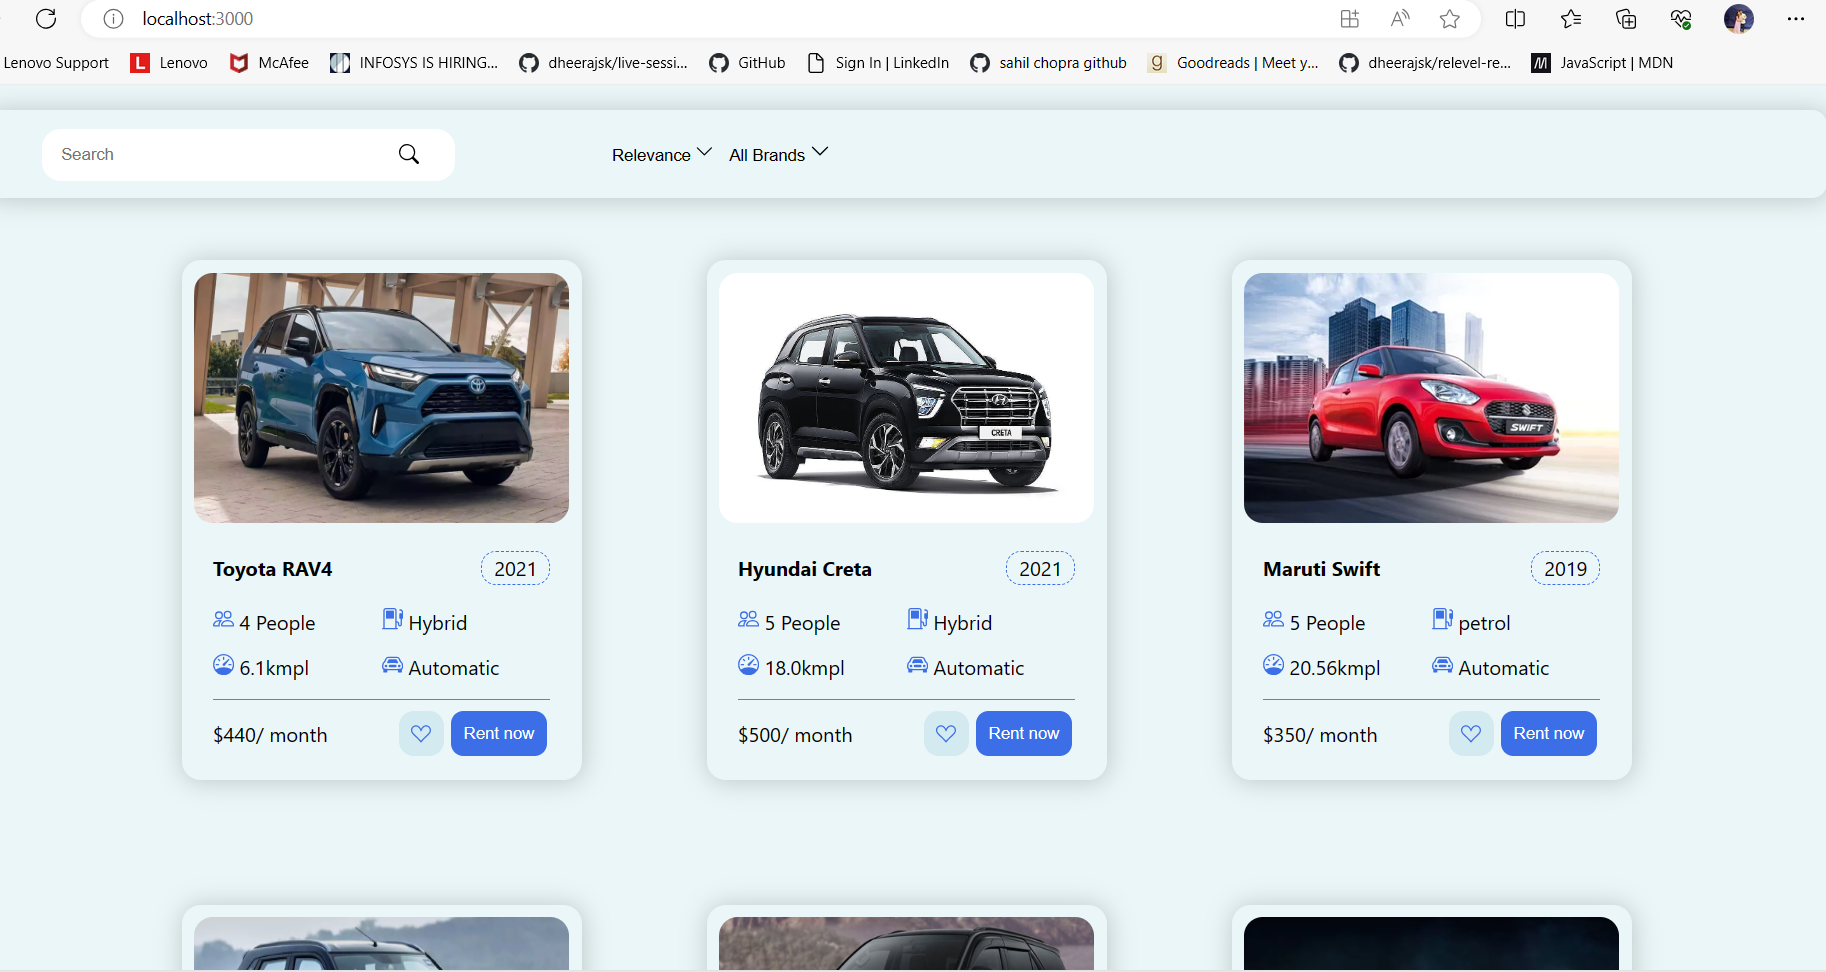 localhost:3000
Lenovo Support L Lenovo McAfee INFOSYS IS HIRING... dheerajsk/live-sessi... GitHub Sign In | LinkedIn sahil chopra github g Goodreads | Meet y... dheerajsk/relevel-re... M JavaScript | MDN
Search Relevance All Brands
CRETA
SWIFT
Toyota RAV4 2021
4 People Hybrid
6.1kmpl Automatic
$440/ month Rent now
Hyundai Creta 2021
5 People Hybrid
18.0kmpl Automatic
$500/ month Rent now
Maruti Swift 2019
5 People petrol
20.56kmpl Automatic
$350/ month Rent now